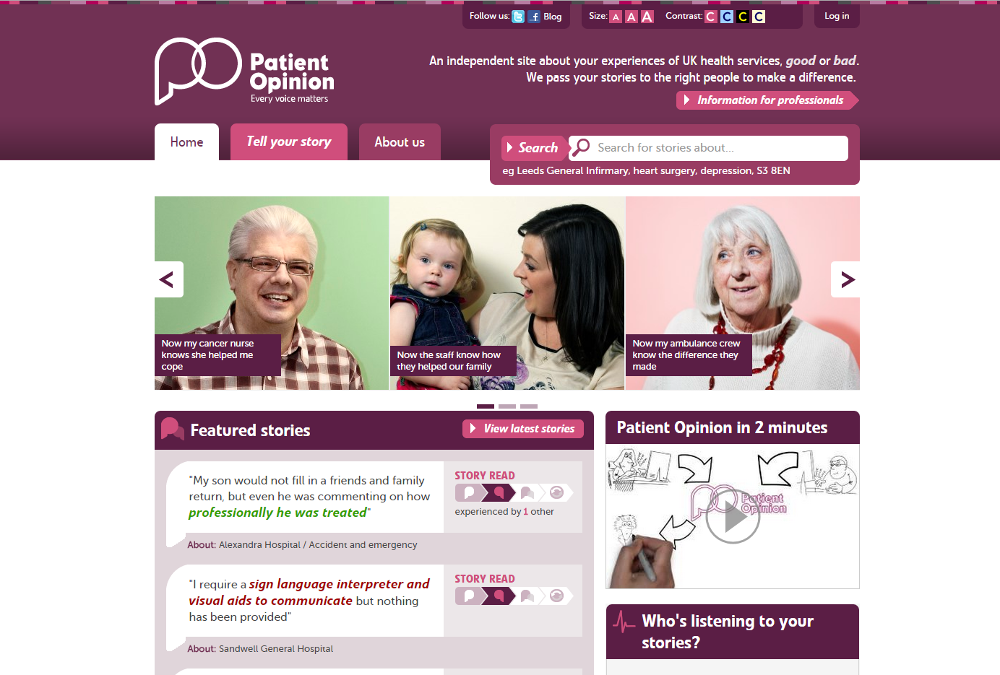 Follow us: Blog
Size: A A A Contrast: C C C C
Log in
Patient
Opinion
Every voice matters
An independent site about your experiences of UK health services, good or bad.
We pass your stories to the right people to make a difference.
Information for professionals
Home
Tell your story
About us
Search
Search for stories about...
eg Leeds General Infirmary, heart surgery, depression, S3 8EN
Now my cancer nurse
knows she helped me
cope
Now the staff know how
they helped our family
Now my ambulance crew
know the difference they
made
Featured stories
View latest stories
"My son would not fill in a friends and family
return, but even he was commenting on how
professionally he was treated"
STORY READ
experienced by 1 other
About: Alexandra Hospital / Accident and emergency
"I require a sign language interpreter and
visual aids to communicate but nothing
has been provided"
STORY READ
About: Sandwell General Hospital
Patient Opinion in 2 minutes
Patient
Opinion
Who's listening to your
stories?